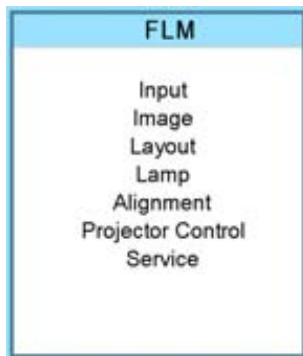 FLM
Input
Image
Layout
Lamp
Alignment
Projector Control
Service